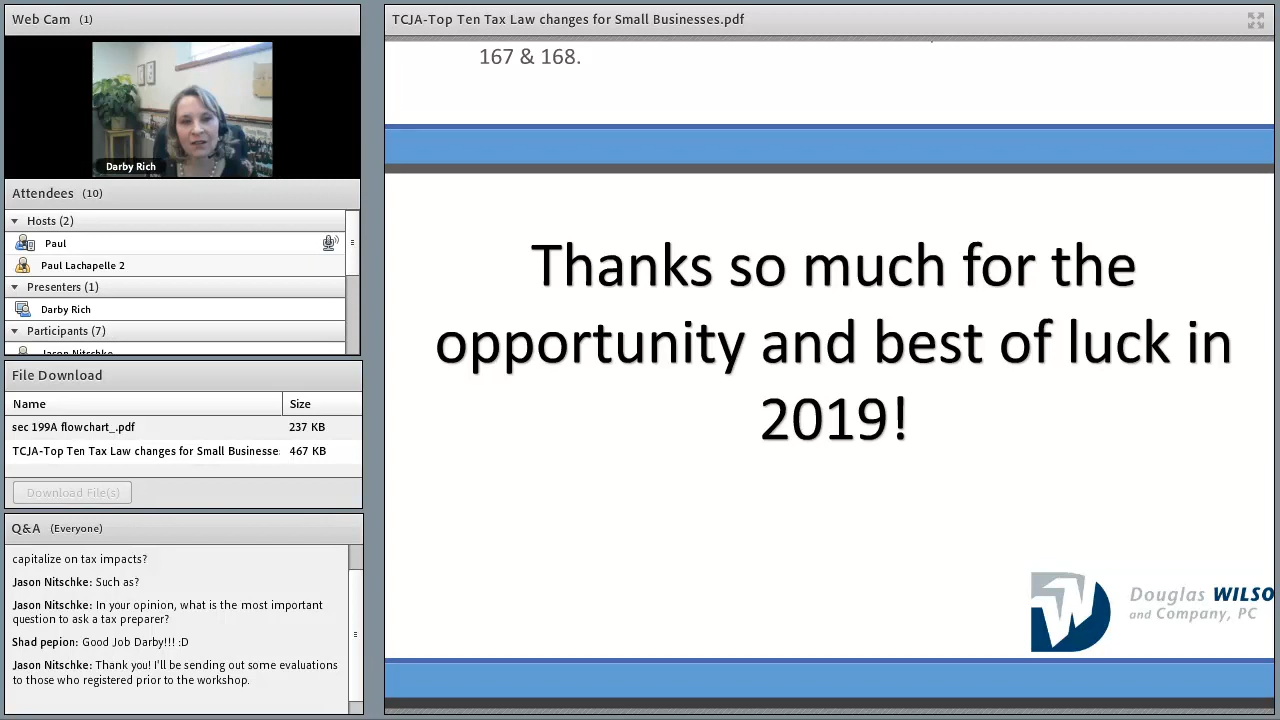 Web Cam (1)
Darby Rich
Attendees (10)
Hosts (2)
Paul
Paul Lachapelle 2
Presenters (1)
Darby Rich
Participants (7)
Jason Nitschke
File Download
Name Size
sec 199A flowchart_.pdf 237 KB
TCJA-Top Ten Tax Law changes for Small Businesse. 467 KB
Download File(s)
Q&A (Everyone)
capitalize on tax impacts?
Jason Nitschke: Such as?
Jason Nitschke: In your opinion, what is the most important
question to ask a tax preparer?
Shad pepion: Good Job Darby!!! :D
Jason Nitschke: Thank you! I'll be sending out some evaluations
to those who registered prior to the workshop.
TCJA-Top Ten Tax Law changes for Small Businesses.pdf
167 & 168.
Thanks so much for the
opportunity and best of luck in
2019!
Douglas WILSO
and Company, PC